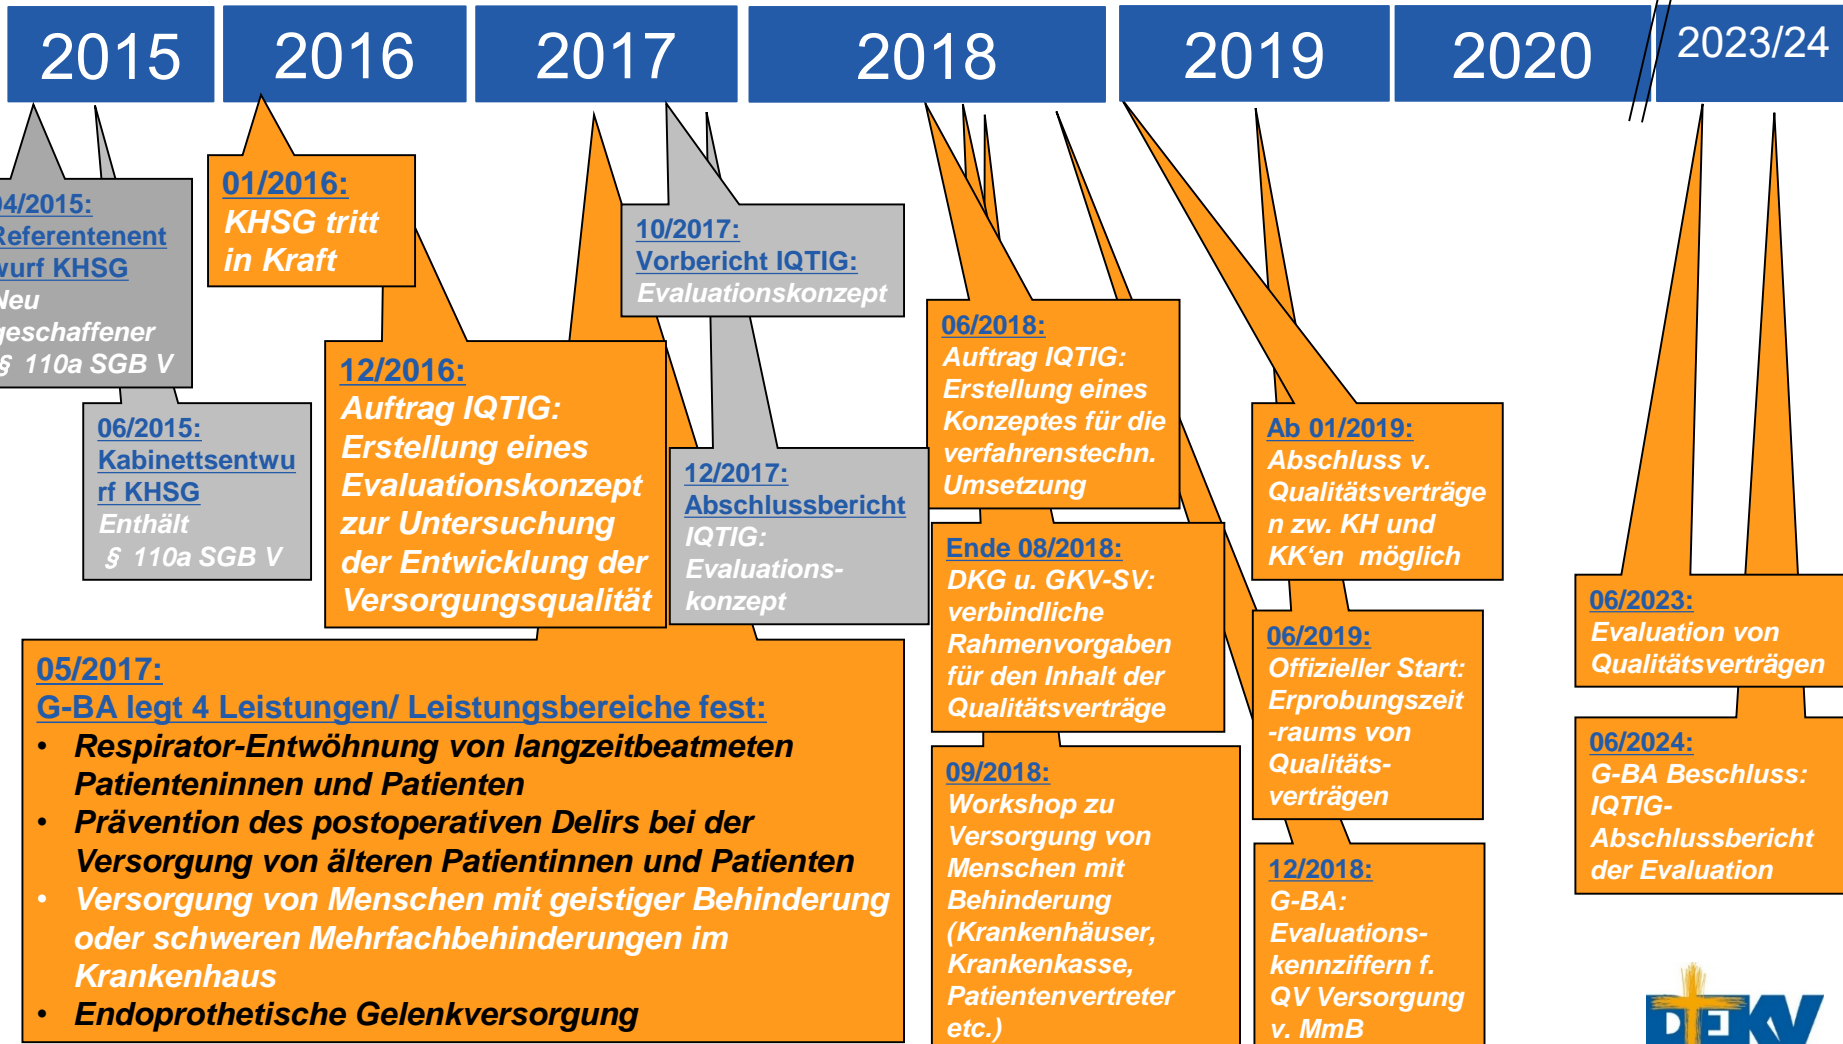 2015
2016
2017
2018
2019
2020
2023/24
04/2015:
Referentenent
wurf KHSG
Neu
geschaffener
§ 110a SGB V
06/2015:
Kabinettsentwu
rf KHSG
Enthält
§ 110a SGB V
01/2016:
KHSG tritt
in Kraft
12/2016:
Auftrag IQTIG:
Erstellung eines
Evaluationskonzept
zur Untersuchung
der Entwicklung der
Versorgungsqualität
05/2017:
G-BA legt 4 Leistungen/ Leistungsbereiche fest:
• Respirator-Entwöhnung von langzeitbeatmeten
Patienteninnen und Patienten
• Prävention des postoperativen Delirs bei der
Versorgung von älteren Patientinnen und Patienten
• Versorgung von Menschen mit geistiger Behinderung
oder schweren Mehrfachbehinderungen im
Krankenhaus
• Endoprothetische Gelenkversorgung
10/2017:
Vorbericht IQTIG:
Evaluationskonzept
12/2017:
Abschlussbericht
IQTIG:
Evaluations-
konzept
06/2018:
Auftrag IQTIG:
Erstellung eines
Konzeptes für die
verfahrenstechn.
Umsetzung
Ende 08/2018:
DKG u. GKV-SV:
verbindliche
Rahmenvorgaben
für den Inhalt der
Qualitätsverträge
09/2018:
Workshop zu
Versorgung von
Menschen mit
Behinderung
(Krankenhäuser,
Krankenkasse,
Patientenvertreter
etc.)
Ab 01/2019:
Abschluss v.
Qualitätsverträge
n zw. KH und
KK'en möglich
06/2019:
Offizieller Start:
Erprobungszeit
-raums von
Qualitäts-
verträgen
12/2018:
G-BA:
Evaluations-
kennziffern f.
QV Versorgung
v. MmB
06/2023:
Evaluation von
Qualitätsverträgen
06/2024:
G-BA Beschluss:
IQTIG-
Abschlussbericht
der Evaluation
DEKV